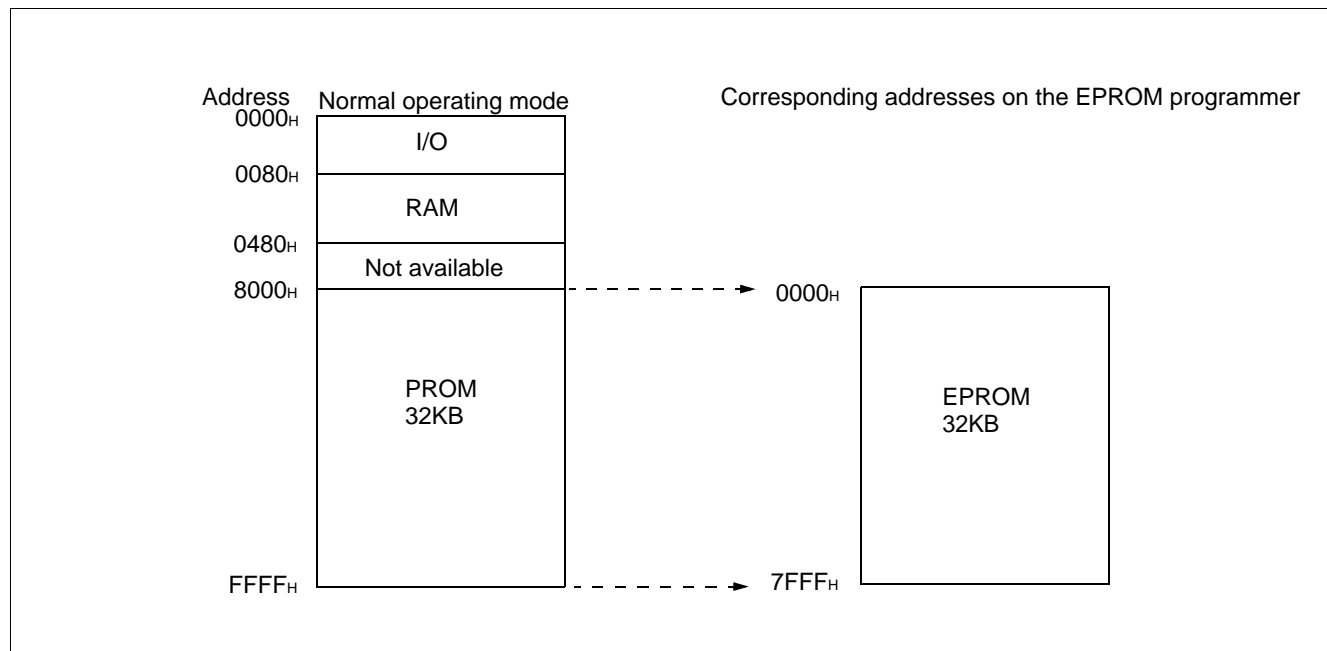 Address Normal operating mode Corresponding addresses on the EPROM programmer
0000H
I/O
0080H
RAM
0480H
Not available
8000H 0000H
PROM
32KB
EPROM
32KB
FFFFH 7FFFH